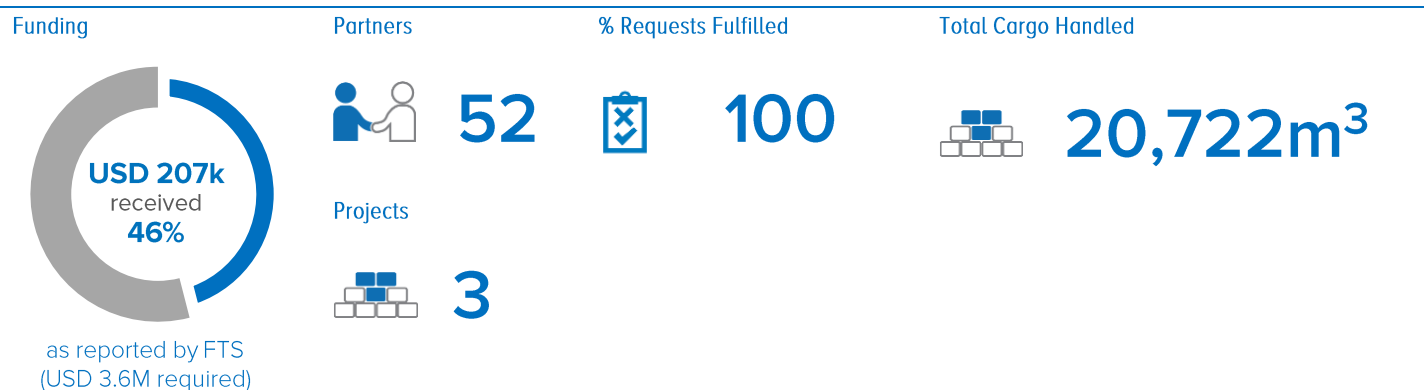 Funding
USD 207k
received
46%
as reported by FTS
(USD 3.6M required)
Partners
52
Projects
3
% Requests Fulfilled
100
Total Cargo Handled
20,722m³